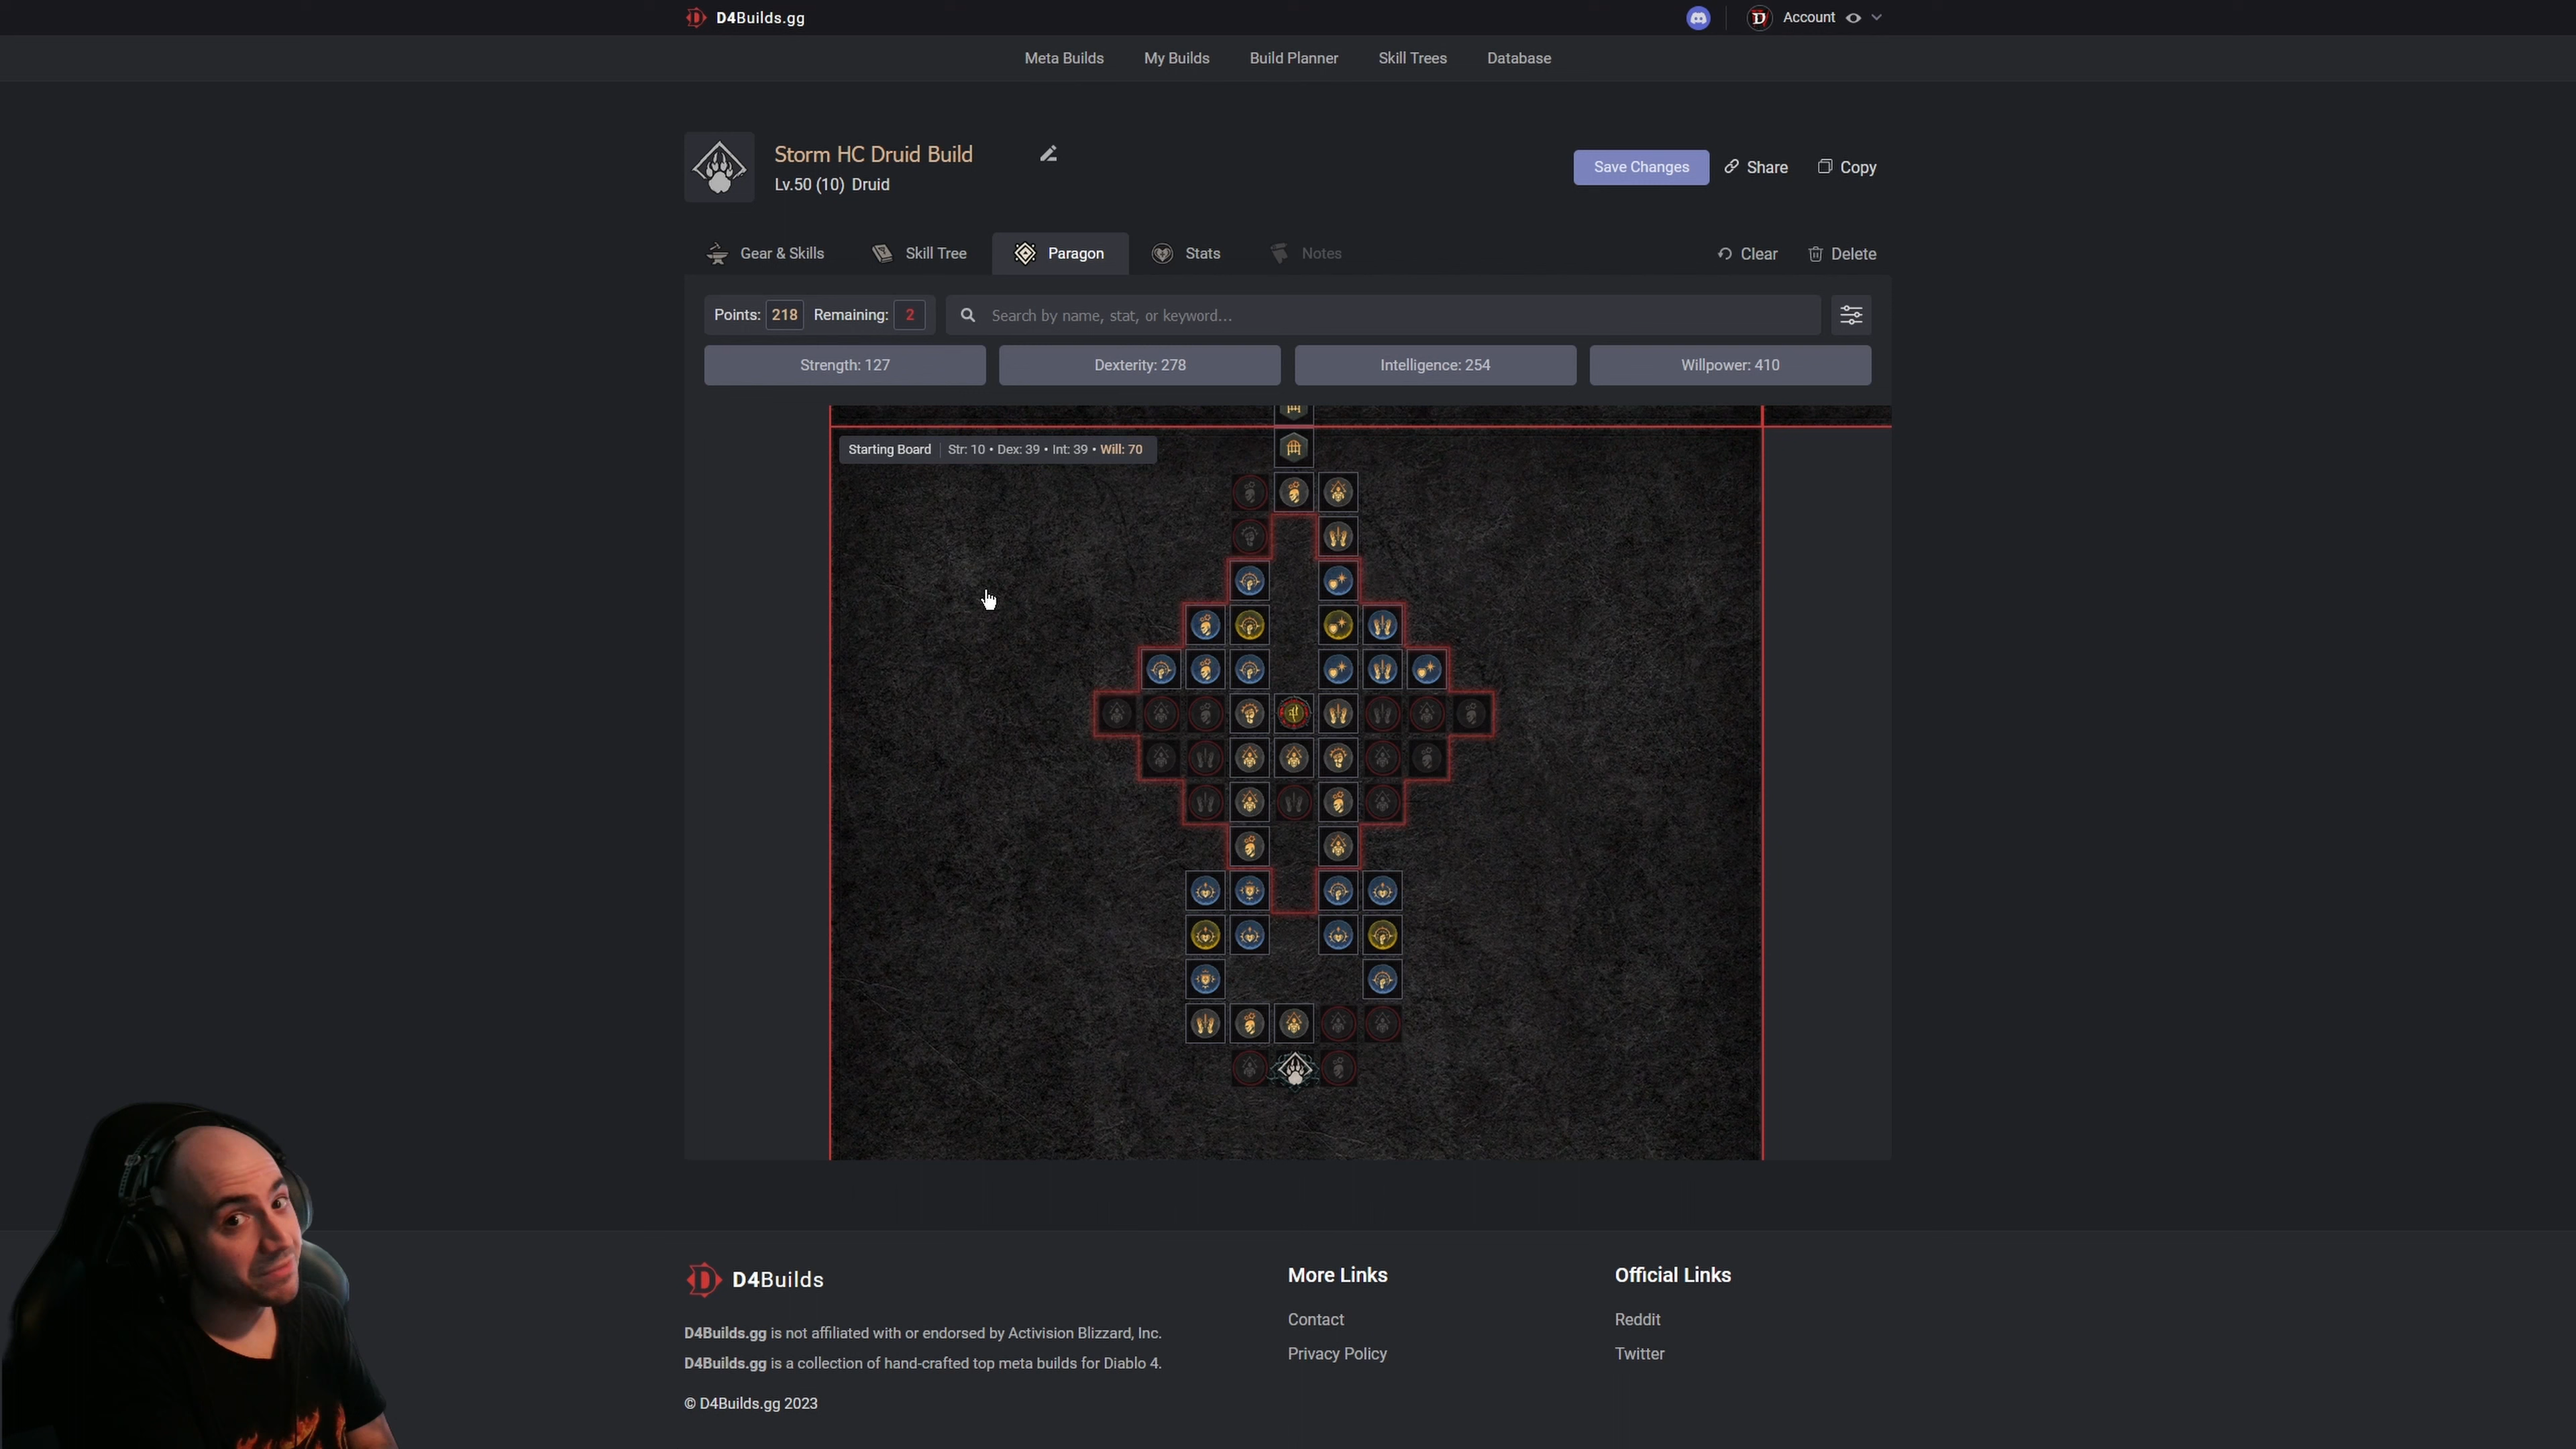 D4Builds.gg
Account
Meta Builds My Builds Build Planner Skill Trees Database
Storm HC Druid Build
Lv.50 (10) Druid
Save Changes Share Copy
Gear & Skills Skill Tree Paragon Stats Notes Clear Delete
Points: 218 Remaining: 2 Search by name, stat, or keyword...
Strength: 127 Dexterity: 278 Intelligence: 254 Willpower: 410
Starting Board Str: 10 • Dex: 39 • Int: 39 • Will: 70
D4Builds
D4Builds.gg is not affiliated with or endorsed by Activision Blizzard, Inc.
D4Builds.gg is a collection of hand-crafted top meta builds for Diablo 4.
© D4Builds.gg 2023
More Links
Contact
Privacy Policy
Official Links
Reddit
Twitter